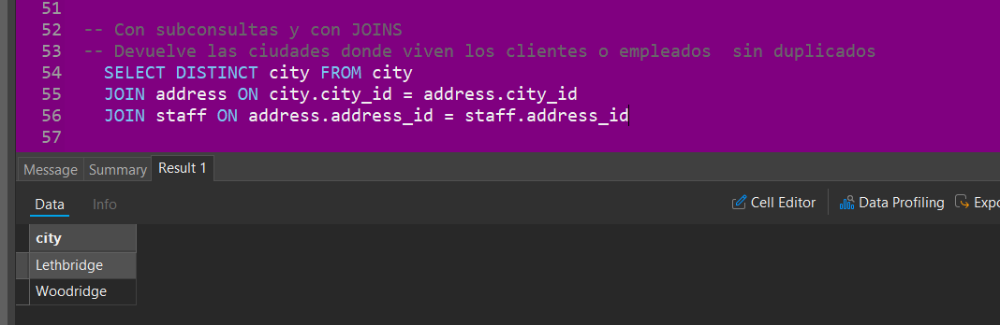 51
52 -- Con subconsultas y con JOINS
53 -- Devuelve las ciudades donde viven los clientes o empleados  sin duplicados
54   SELECT DISTINCT city FROM city
55   JOIN address ON city.city_id = address.city_id
56   JOIN staff ON address.address_id = staff.address_id
57
Message Summary Result 1
Data Info Cell Editor Data Profiling Expo
city
Lethbridge
Woodridge